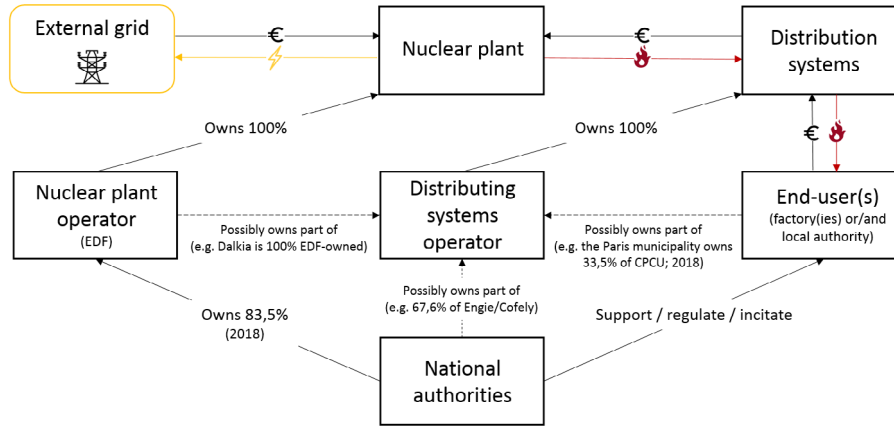 External grid
€
Nuclear plant
€
Distribution
systems
Owns 100%
Owns 100%
€
Nuclear plant
operator
(EDF)
Possibly owns part of
(e.g. Dalkia is 100% EDF-owned)
Distributing
systems
operator
Possibly owns part of
(e.g. the Paris municipality owns
33,5% of CPCU; 2018)
End-user(s)
(factory(ies) or/and
local authority)
Possibly owns part of
(e.g. 67,6% of Engie/Cofely)
Owns 83,5%
(2018)
Support / regulate / incitate
National
authorities